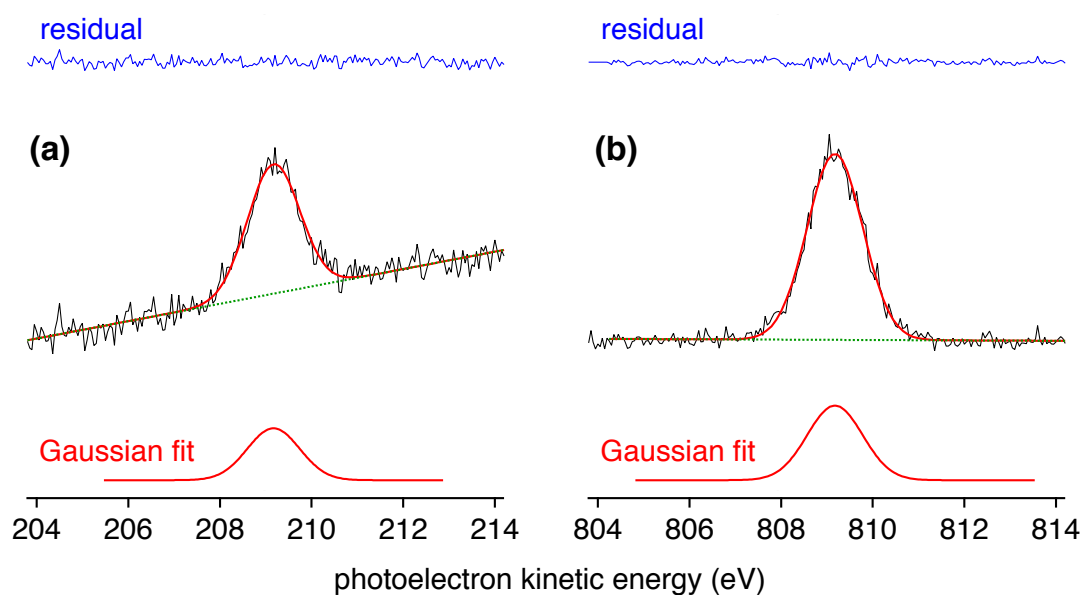 residual
residual
(a)
(b)
Gaussian fit
Gaussian fit
204 206 208 210 212 214
804 806 808 810 812 814
photoelectron kinetic energy (eV)